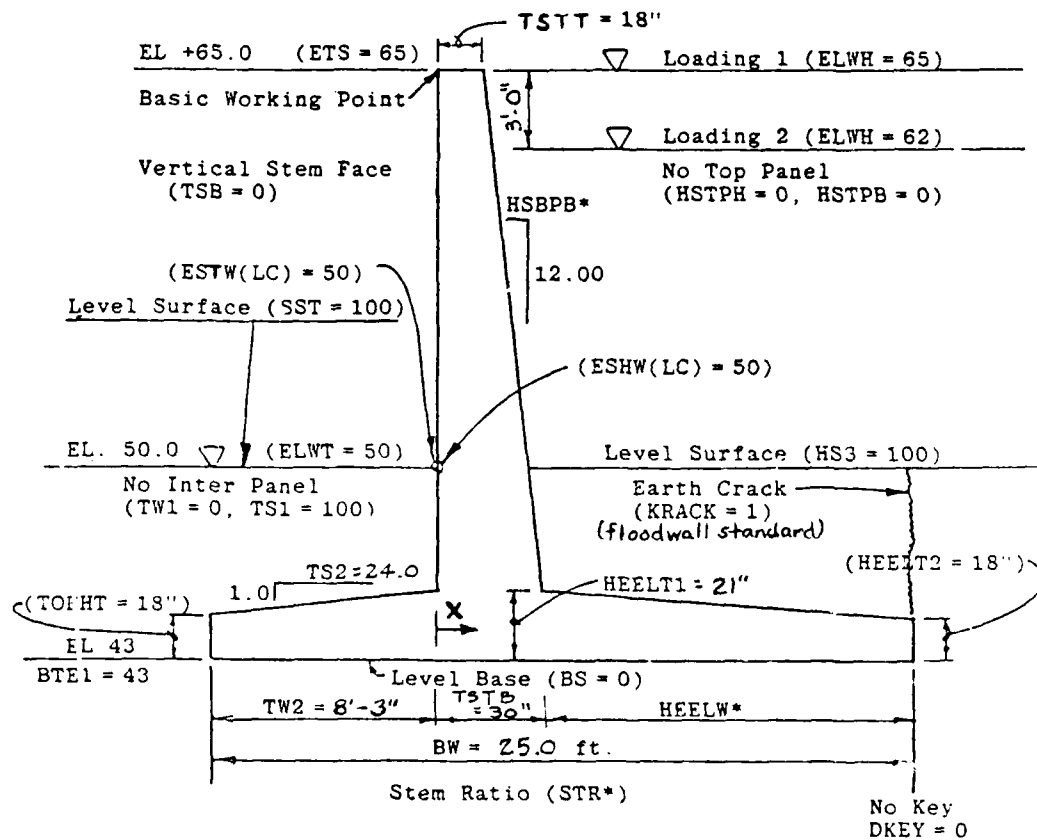 TSTT = 18"
EL +65.0 (ETS = 65)
Loading 1 (ELWH = 65)
Basic Working Point
3'-0"
Loading 2 (ELWH = 62)
Vertical Stem Face
(TSB = 0)
No Top Panel
(HSTPH = 0, HSTPB = 0)
HSBPB*
12.00
(ESTW(LC) = 50)
Level Surface (SST = 100)
(ESHW(LC) = 50)
EL. 50.0 (ELWT = 50)
Level Surface (HS3 = 100)
No Inter Panel
(TW1 = 0, TS1 = 100)
Earth Crack
(KRACK = 1)
(floodwall standard)
(HEELT2 = 18")
TS2 = 24.0
1.0
HEELT1 = 21"
(TOEHT = 18")
X
EL 43
BTE1 = 43
Level Base (BS = 0)
TW2 = 8'-3"
TSTB
= 30"
HEELW*
BW = 25.0 ft.
Stem Ratio (STR*)
No Key
DKEY = 0